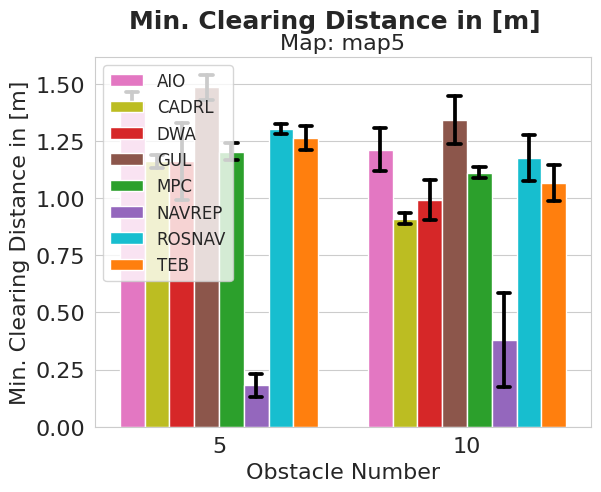 Min. Clearing Distance in [m]
Map: map5
Min. Clearing Distance in [m]
1.50
1.25
1.00
0.75
0.50
0.25
0.00
AIO
CADRL
DWA
GUL
MPC
NAVREP
ROSNAV
TEB
5
10
Obstacle Number